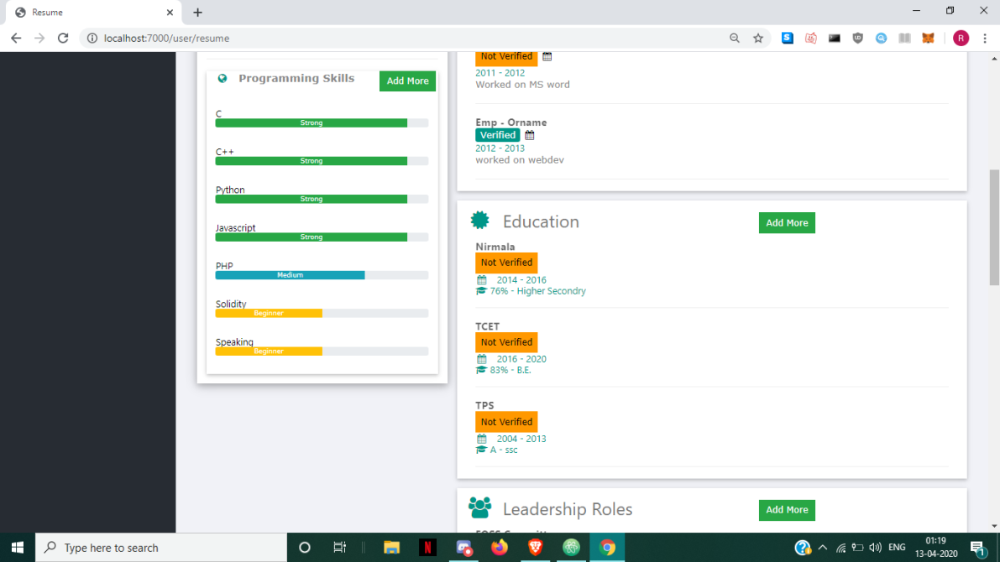 Resume
localhost:7000/user/resume
R
Programming Skills
Add More
C
Strong
C++
Strong
Python
Strong
Javascript
Strong
PHP
Medium
Solidity
Beginner
Speaking
Beginner
Not Verified
2011 - 2012
Worked on MS word
Emp - Orname
Verified
2012 - 2013
worked on webdev
Education
Add More
Nirmala
Not Verified
2014 - 2016
76% - Higher Secondry
TCET
Not Verified
2016 - 2020
83% - B.E.
TPS
Not Verified
2004 - 2013
A - ssc
Leadership Roles
Add More
Type here to search
ENG
01:19
13-04-2020
1